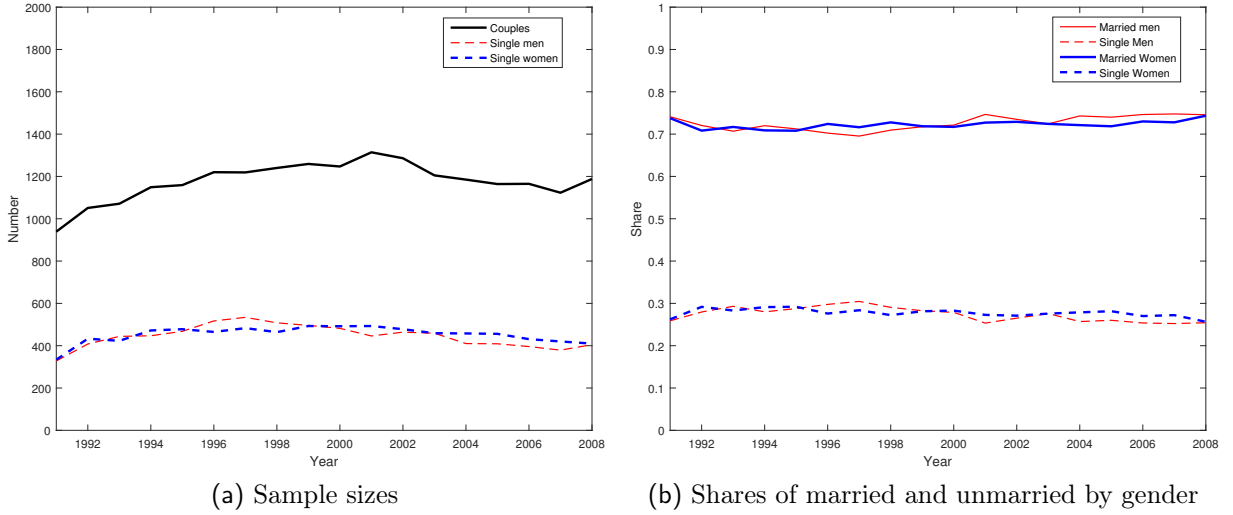 2000
1800
1600
1400
1200
1000
800
600
400
200
0
Number
Couples
Single men
Single women
1992 1994 1996 1998 2000 2002 2004 2006 2008
Year
(a) Sample sizes
1
0.9
0.8
0.7
0.6
0.5
0.4
0.3
0.2
0.1
0
Share
Married men
Single Men
Married Women
Single Women
1992 1994 1996 1998 2000 2002 2004 2006 2008
Year
(b) Shares of married and unmarried by gender